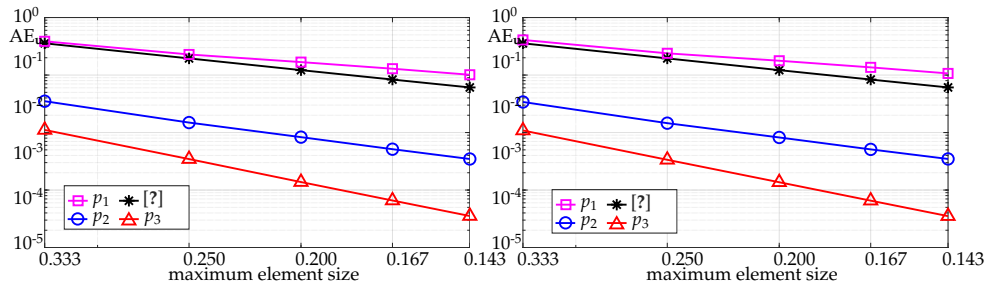 10^0
AE_u
10^-1
10^-2
10^-3
10^-4
10^-5
p_1 [?]
p_2 p_3
0.333 0.250 0.200 0.167 0.143
maximum element size
10^0
AE_u
10^-1
10^-2
10^-3
10^-4
10^-5
p_1 [?]
p_2 p_3
0.333 0.250 0.200 0.167 0.143
maximum element size